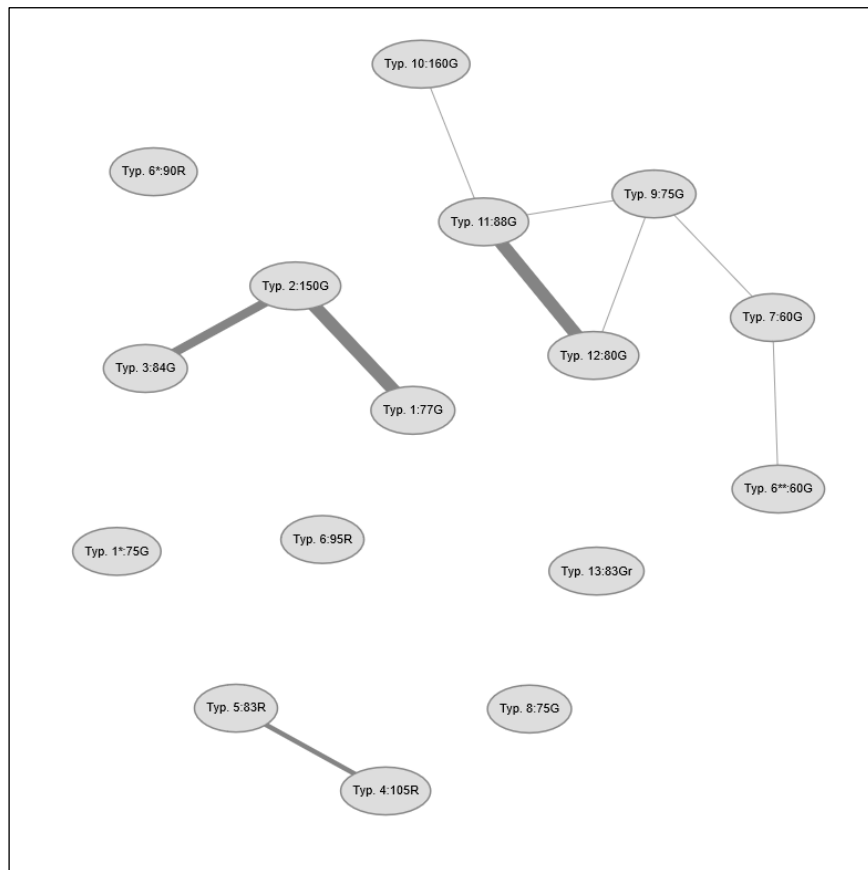 Typ. 10:160G
Typ. 6*:90R
Typ. 9:75G
Typ. 11:88G
Typ. 2:150G
Typ. 7:60G
Typ. 12:80G
Typ. 3:84G
Typ. 1:77G
Typ. 6**:60G
Typ. 6:95R
Typ. 1*:75G
Typ. 13:83Gr
Typ. 5:83R
Typ. 8:75G
Typ. 4:105R